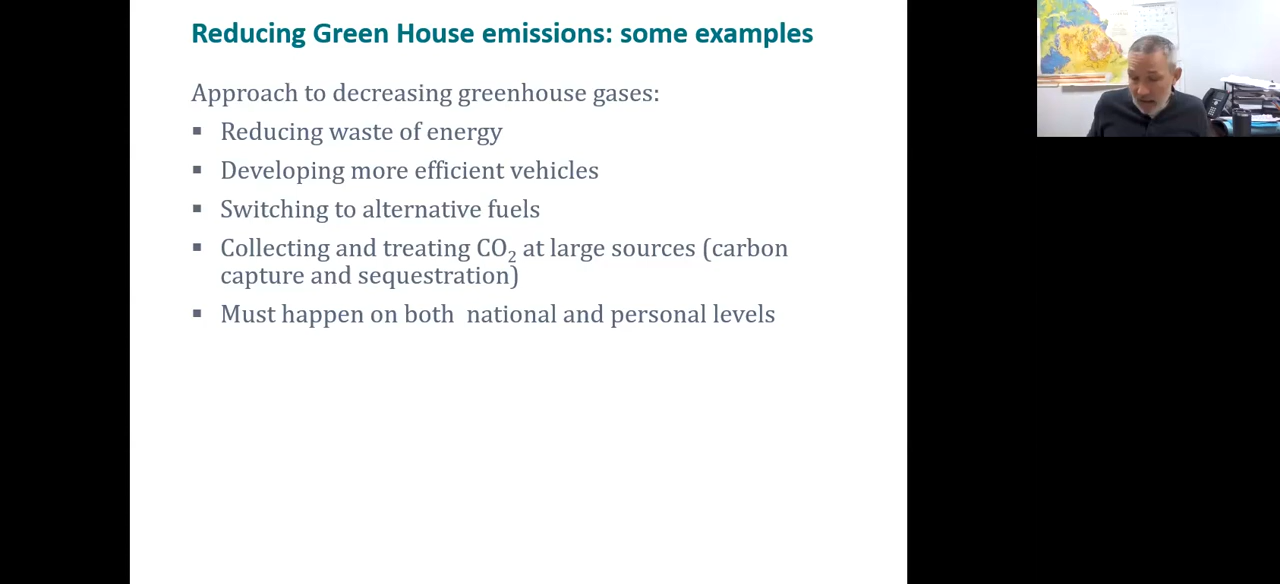 Reducing Green House emissions: some examples
Approach to decreasing greenhouse gases:
▪ Reducing waste of energy
▪ Developing more efficient vehicles
▪ Switching to alternative fuels
▪ Collecting and treating CO₂ at large sources (carbon
capture and sequestration)
▪ Must happen on both  national and personal levels